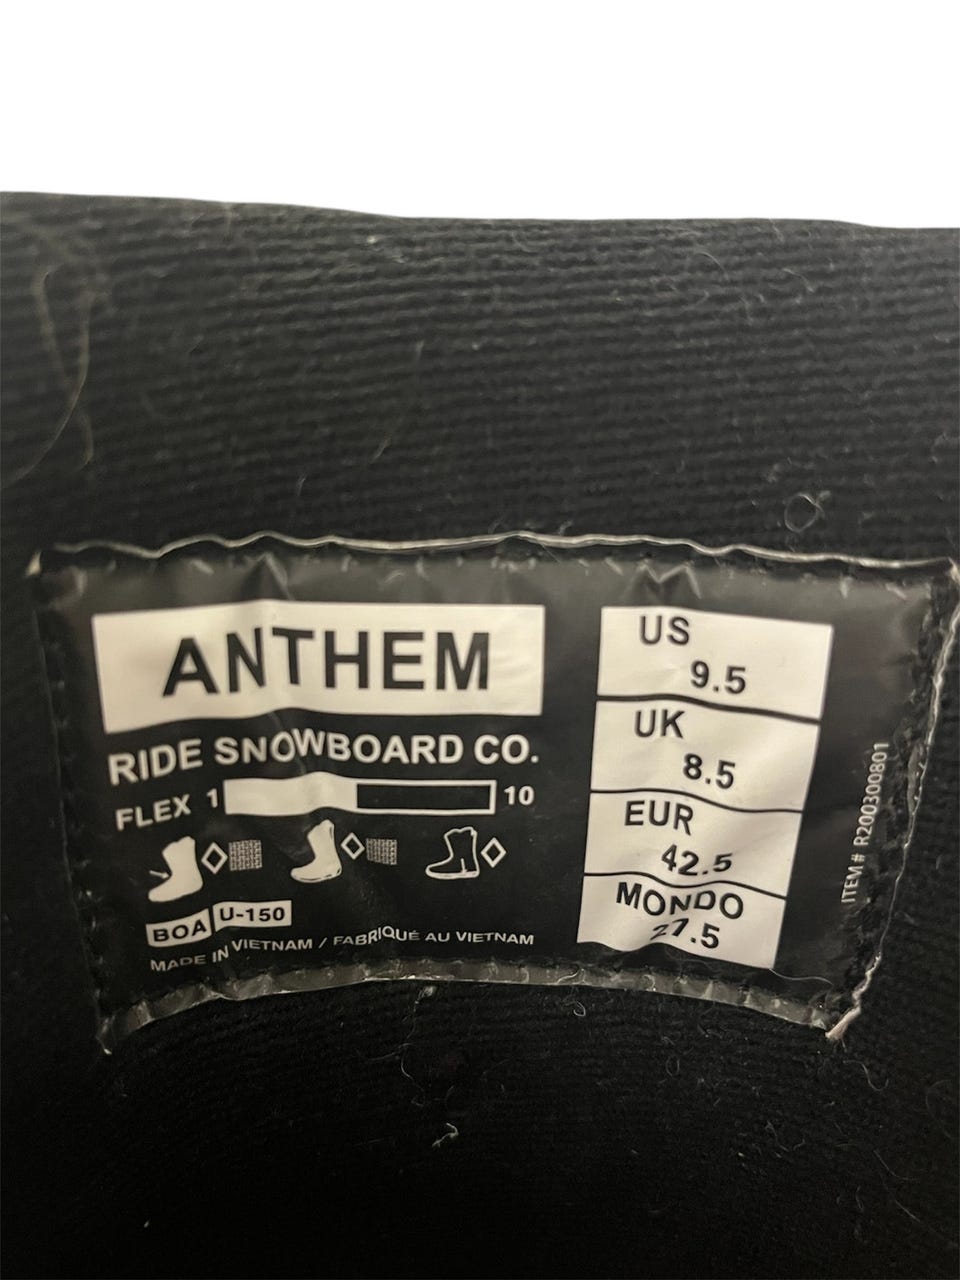 ANTHEM
RIDE SNOWBOARD CO.
FLEX 1 10
BOA U-150
MADE IN VIETNAM / FABRIQUÉ AU VIETNAM
US
9.5
UK
8.5
EUR
42.5
MONDO
27.5
ITEM# R200300801